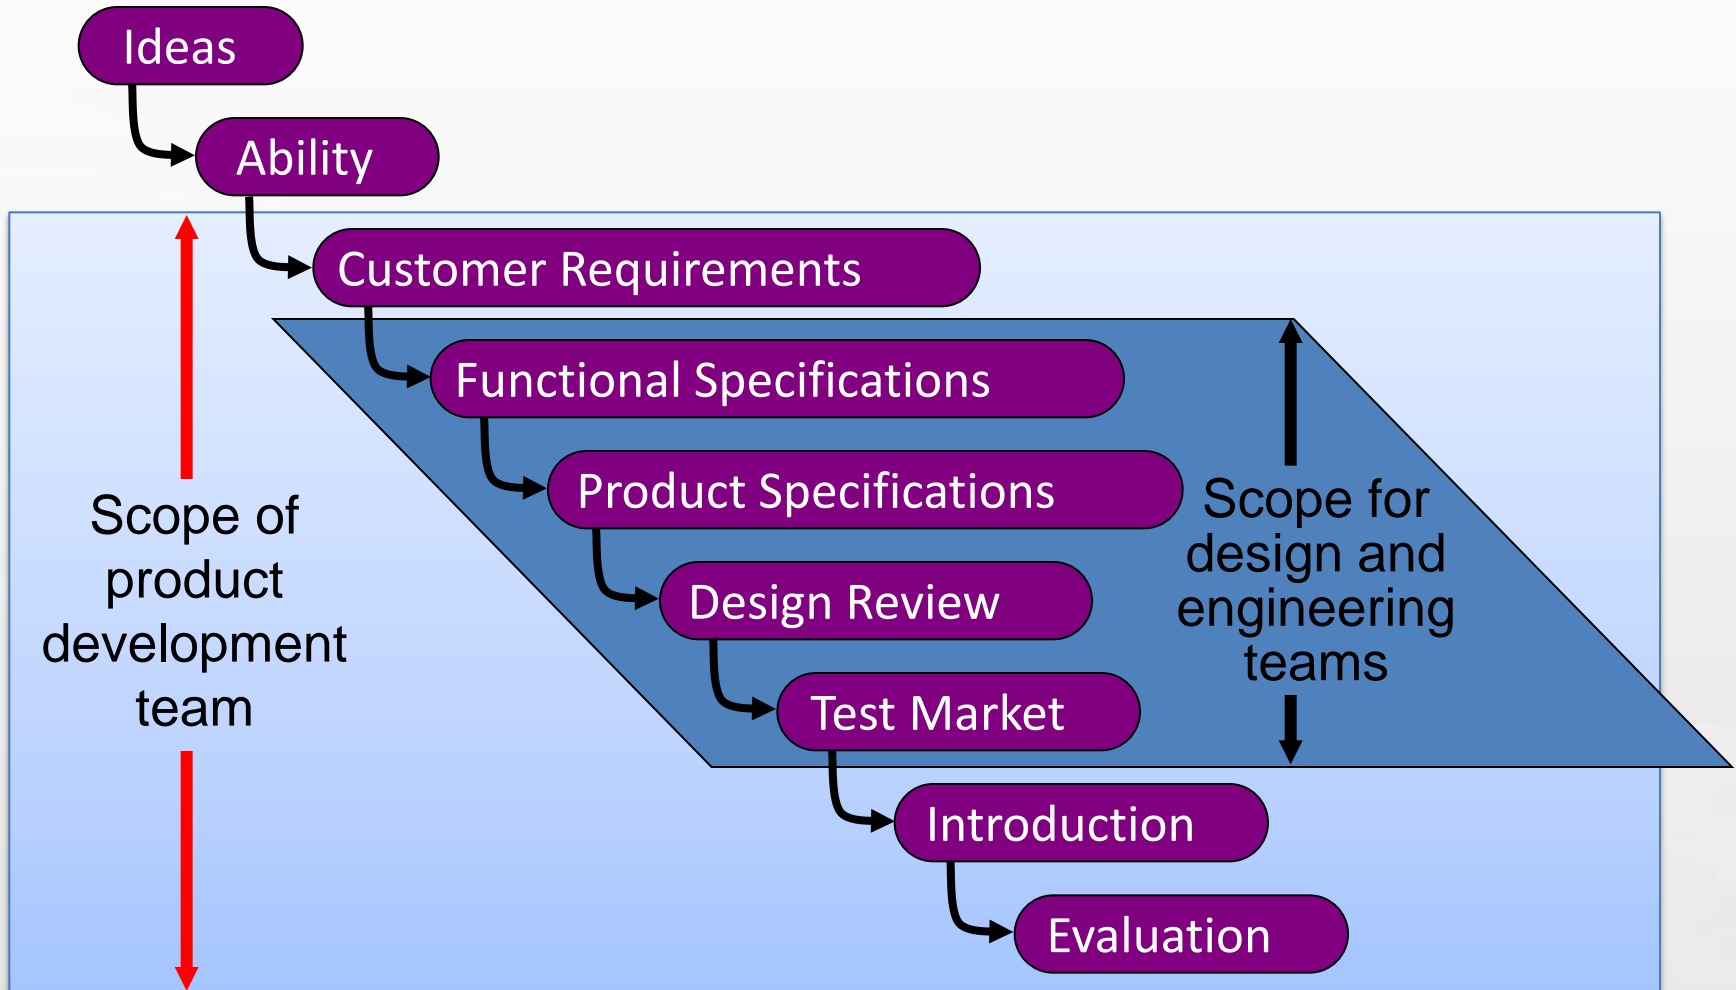 Ideas
Ability
Customer Requirements
Functional Specifications
Product Specifications
Design Review
Test Market
Introduction
Evaluation
Scope of
product
development
team
Scope for
design and
engineering
teams